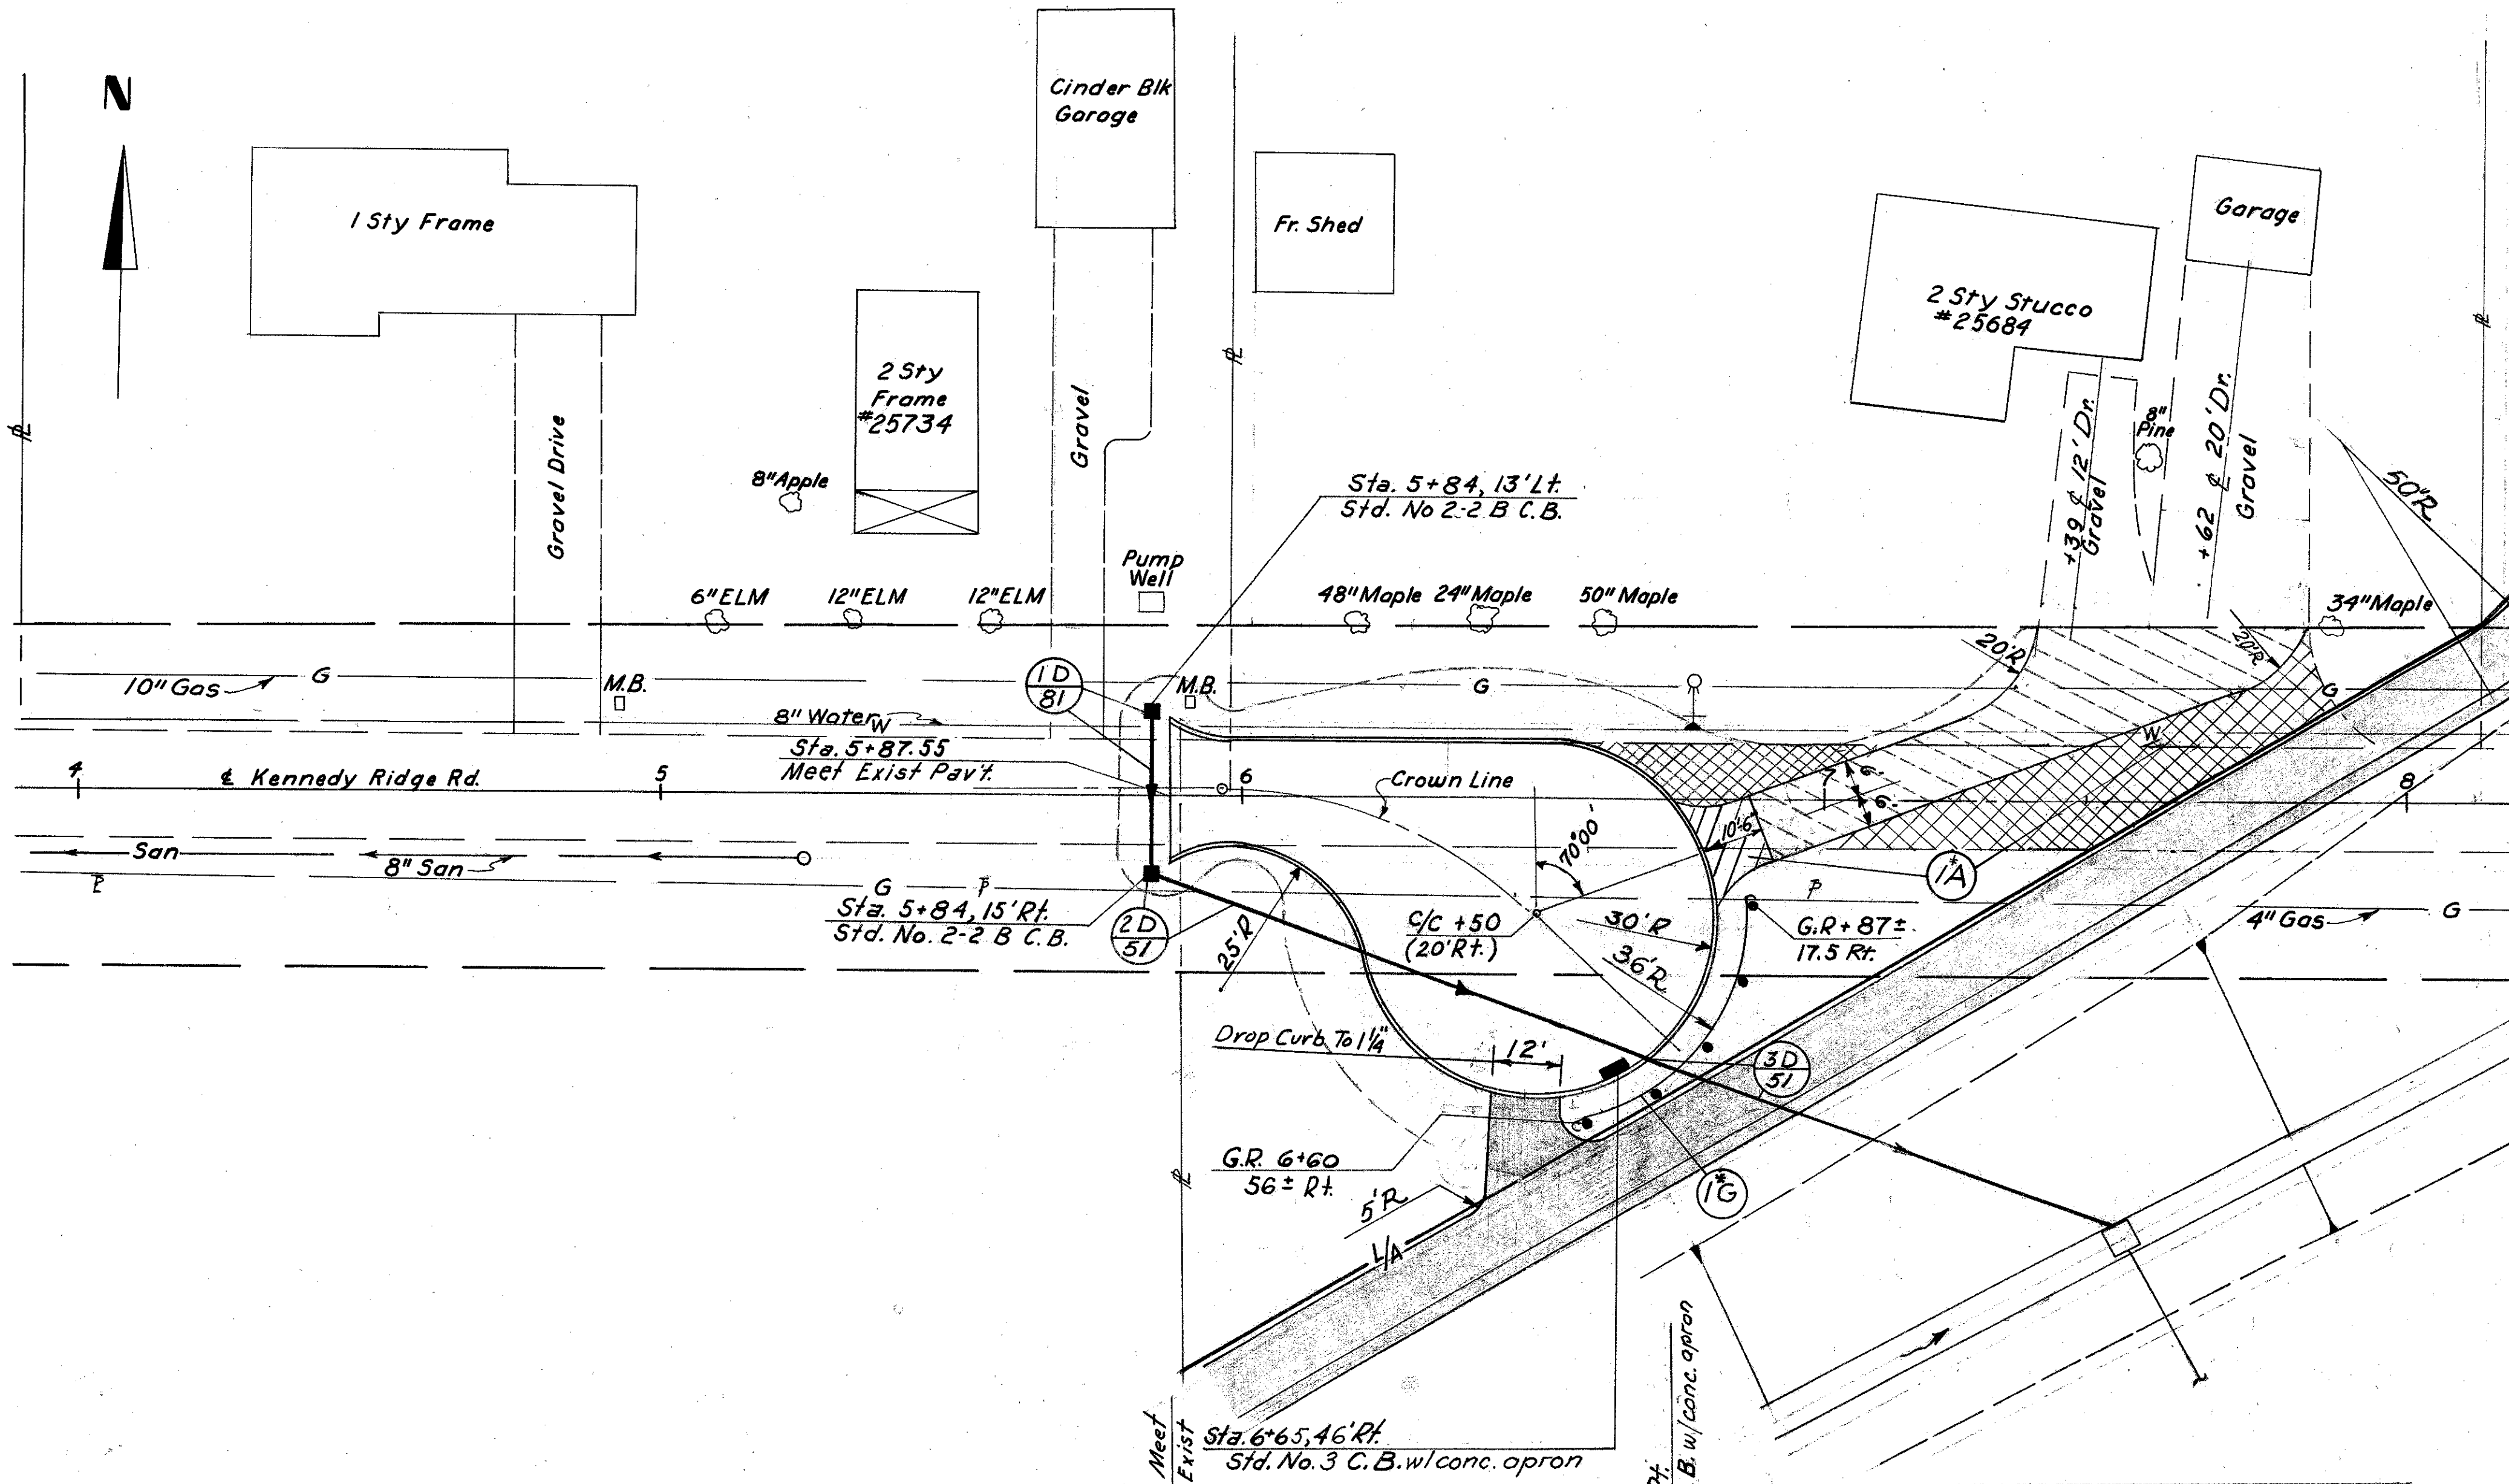 N
1 Sty Frame
Cinder Blk
Garage
Fr. Shed
Garage
2 Sty Stucco
#25684
2 Sty
Frame
#25734
8" Apple
Gravel Drive
Gravel
Pump
Well
Sta. 5+84, 13' Lt.
Std. No 2-2 B C.B.
+39 ℄ 12' Dr.
Gravel
8"
Pine
+62 ℄ 20' Dr.
Gravel
50'R
6" ELM
12" ELM
12" ELM
48" Maple
24" Maple
50" Maple
34" Maple
20'R
20'R
10" Gas
G
M.B.
1 D
81
M.B.
G
G
8" Water
W
W
Sta. 5+87.55
Meet Exist Pav't.
4
℄ Kennedy Ridge Rd.
5
6
Crown Line
7
6'
6'
8
10'-6"
70°00'
San
8" San
G
Sta. 5+84, 15' Rt.
Std. No. 2-2 B C.B.
2 D
51
25'R
C/C +50
(20' Rt.)
30'R
36'R
1*A
G.R + 87±
17.5 Rt.
4" Gas
G
Drop Curb To 1¼"
12'
3 D
51
G.R. 6+60
56± Rt.
5'R
1*G
L/A
Meet
Exist
Sta. 6+65, 46' Rt.
Std. No. 3 C.B. w/conc. apron
Rt.
B. w/conc. apron